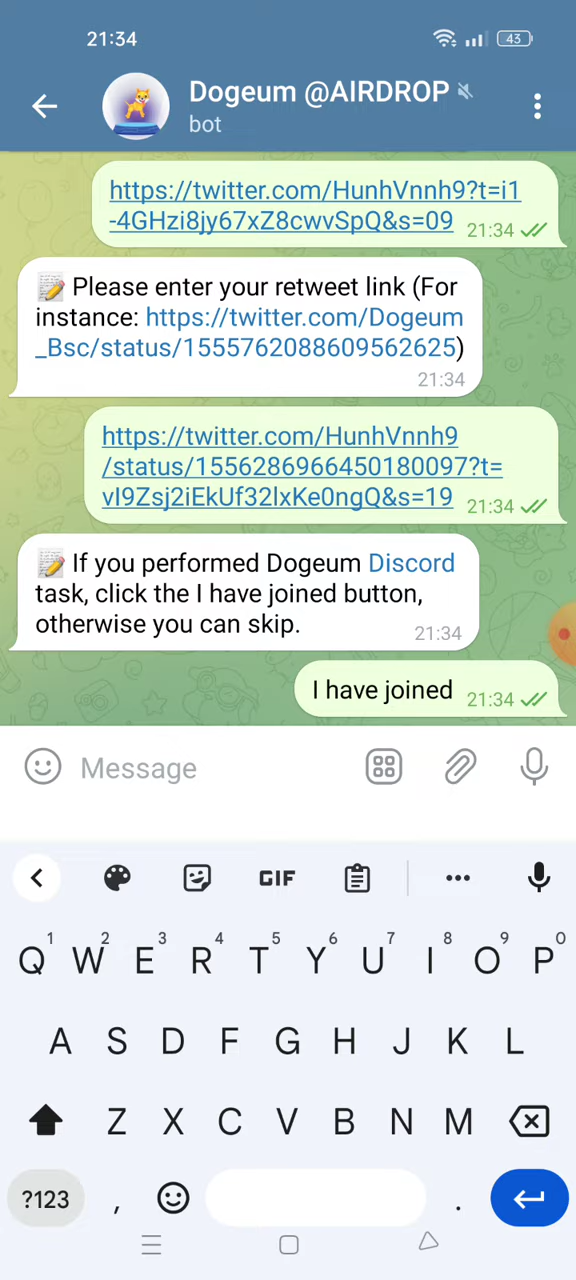 21:34
43
Dogeum @AIRDROP
bot
https://twitter.com/HunhVnnh9?t=i1
-4GHzi8jy67xZ8cwvSpQ&s=09
21:34
📝 Please enter your retweet link (For
instance: https://twitter.com/Dogeum
_Bsc/status/1555762088609562625)
21:34
https://twitter.com/HunhVnnh9
/status/1556286966450180097?t=
vI9Zsj2iEkUf32lxKe0ngQ&s=19
21:34
📝 If you performed Dogeum Discord
task, click the I have joined button,
otherwise you can skip.
21:34
I have joined
21:34
Message
GIF
1 2 3 4 5 6 7 8 9 0
Q W E R T Y U I O P
A S D F G H J K L
Z X C V B N M
?123 , .